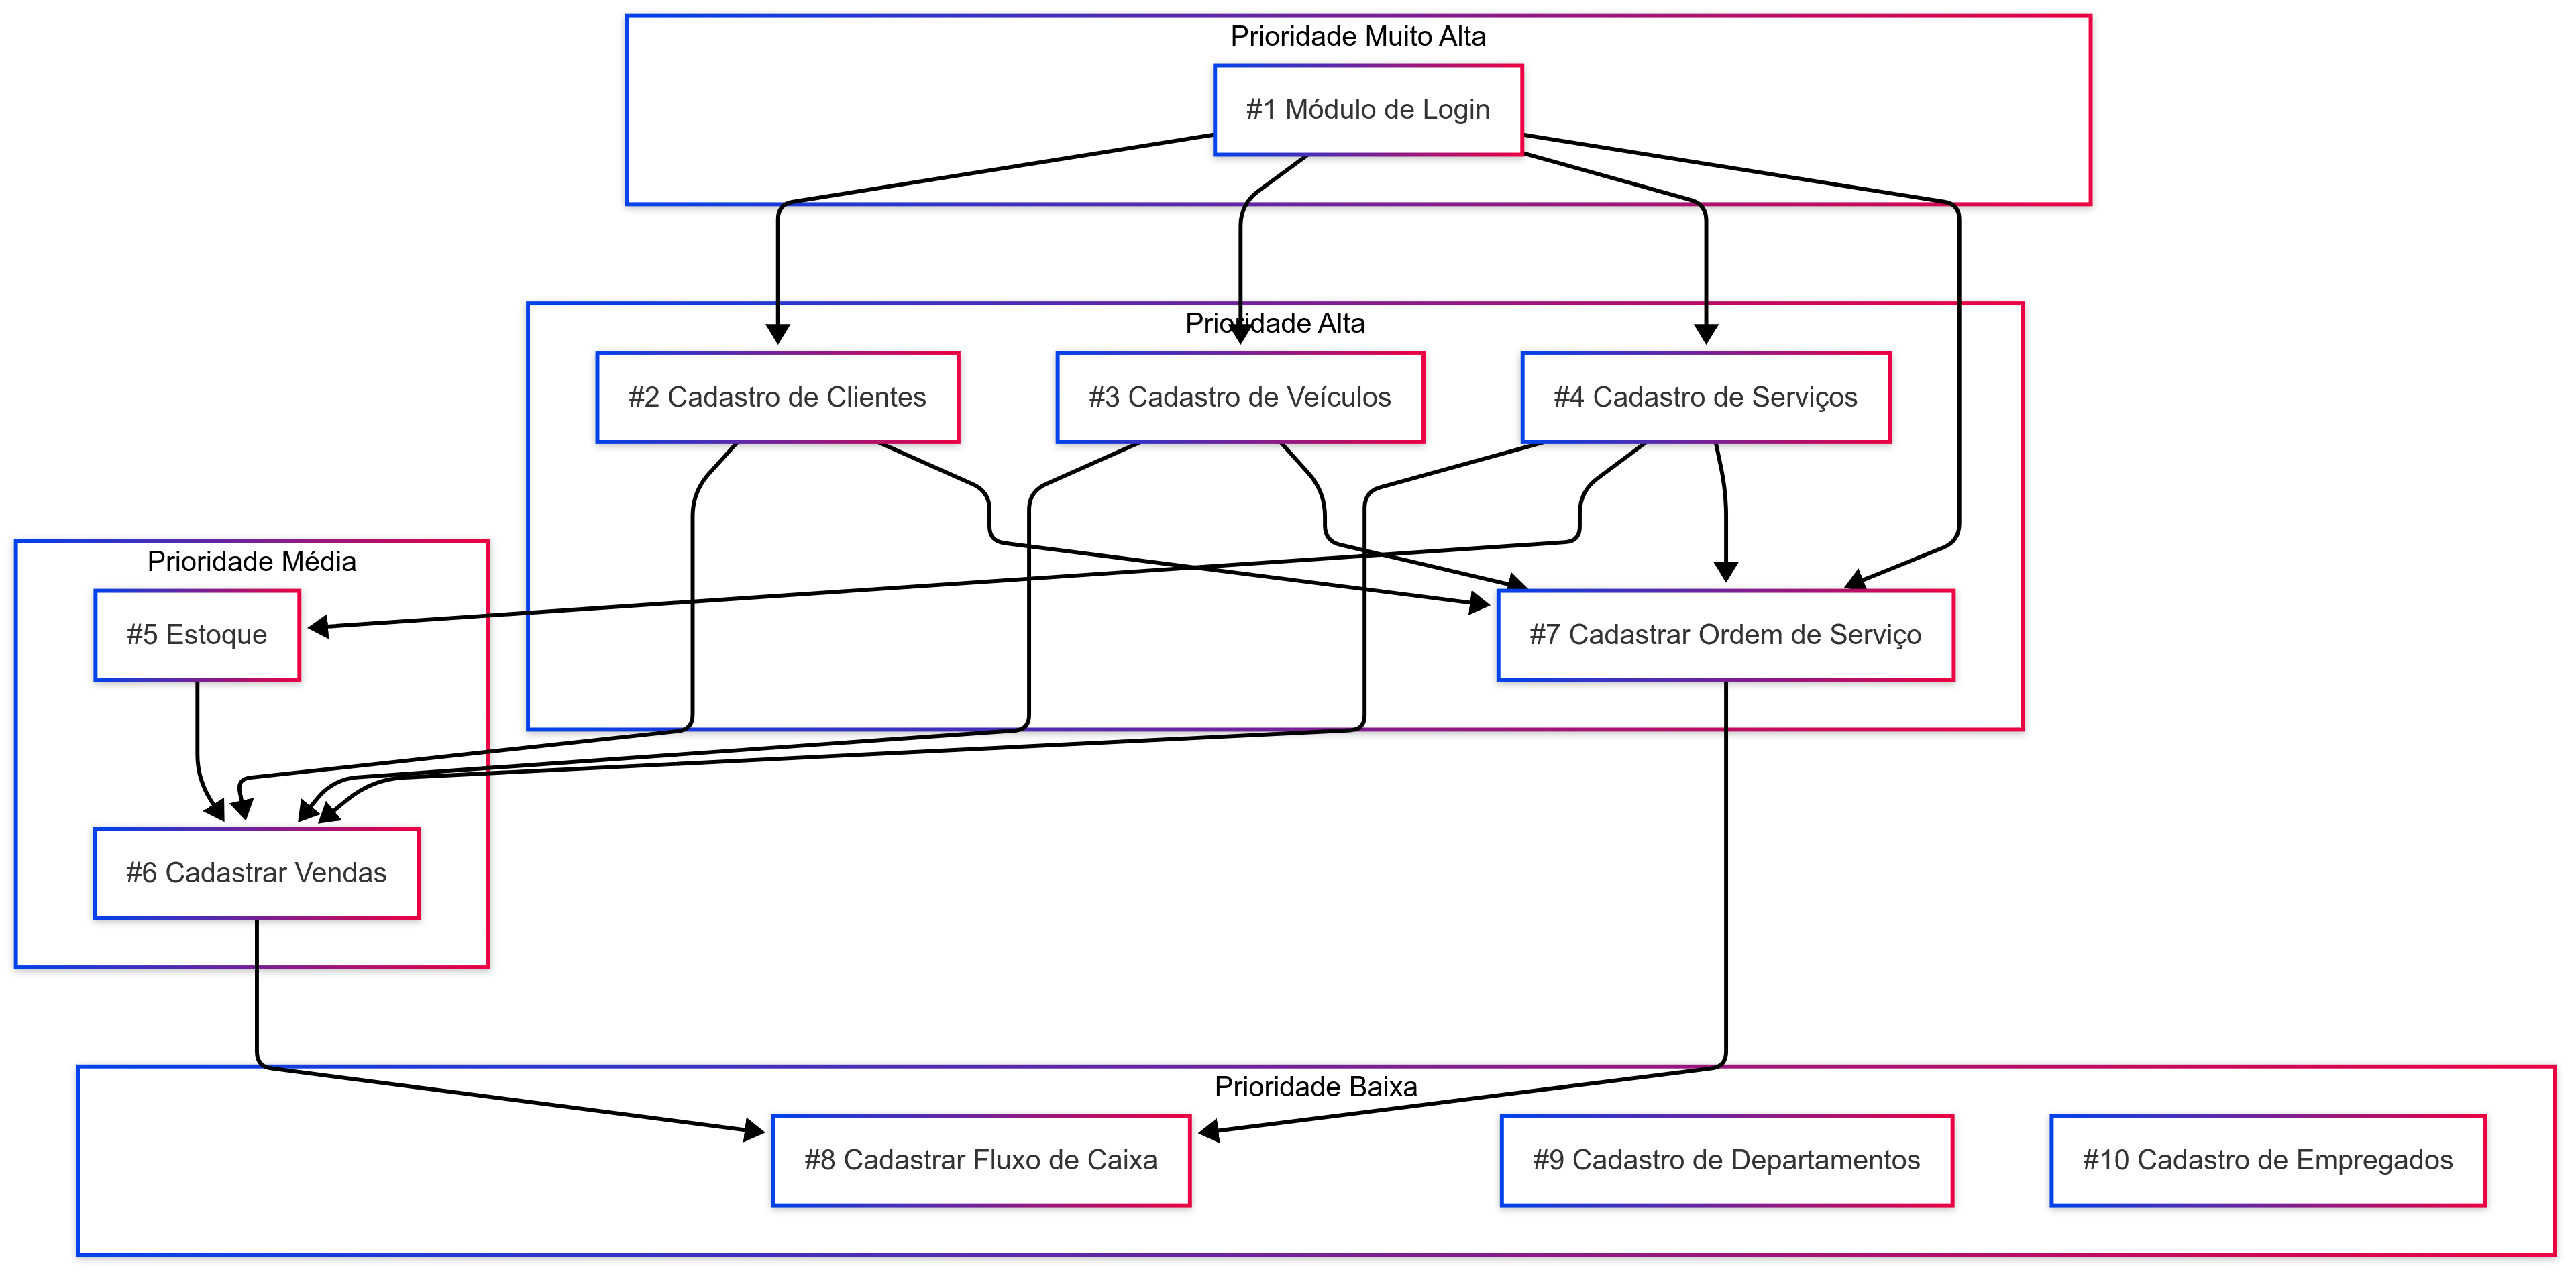 Prioridade Muito Alta
#1 Módulo de Login
Prioridade Alta
#2 Cadastro de Clientes
#3 Cadastro de Veículos
#4 Cadastro de Serviços
Prioridade Média
#5 Estoque
#7 Cadastrar Ordem de Serviço
#6 Cadastrar Vendas
Prioridade Baixa
#8 Cadastrar Fluxo de Caixa
#9 Cadastro de Departamentos
#10 Cadastro de Empregados